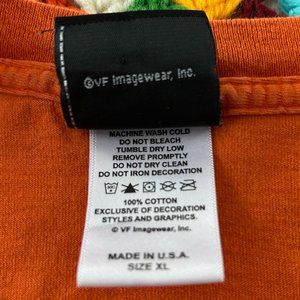 ©VF Imagewear, Inc.
MACHINE WASH COLD
DO NOT BLEACH
TUMBLE DRY LOW
REMOVE PROMPTLY
DO NOT DRY CLEAN
DO NOT IRON DECORATION
100% COTTON
EXCLUSIVE OF DECORATION
STYLES AND GRAPHICS.
© VF Imagewear, Inc.
MADE IN U.S.A.
SIZE XL